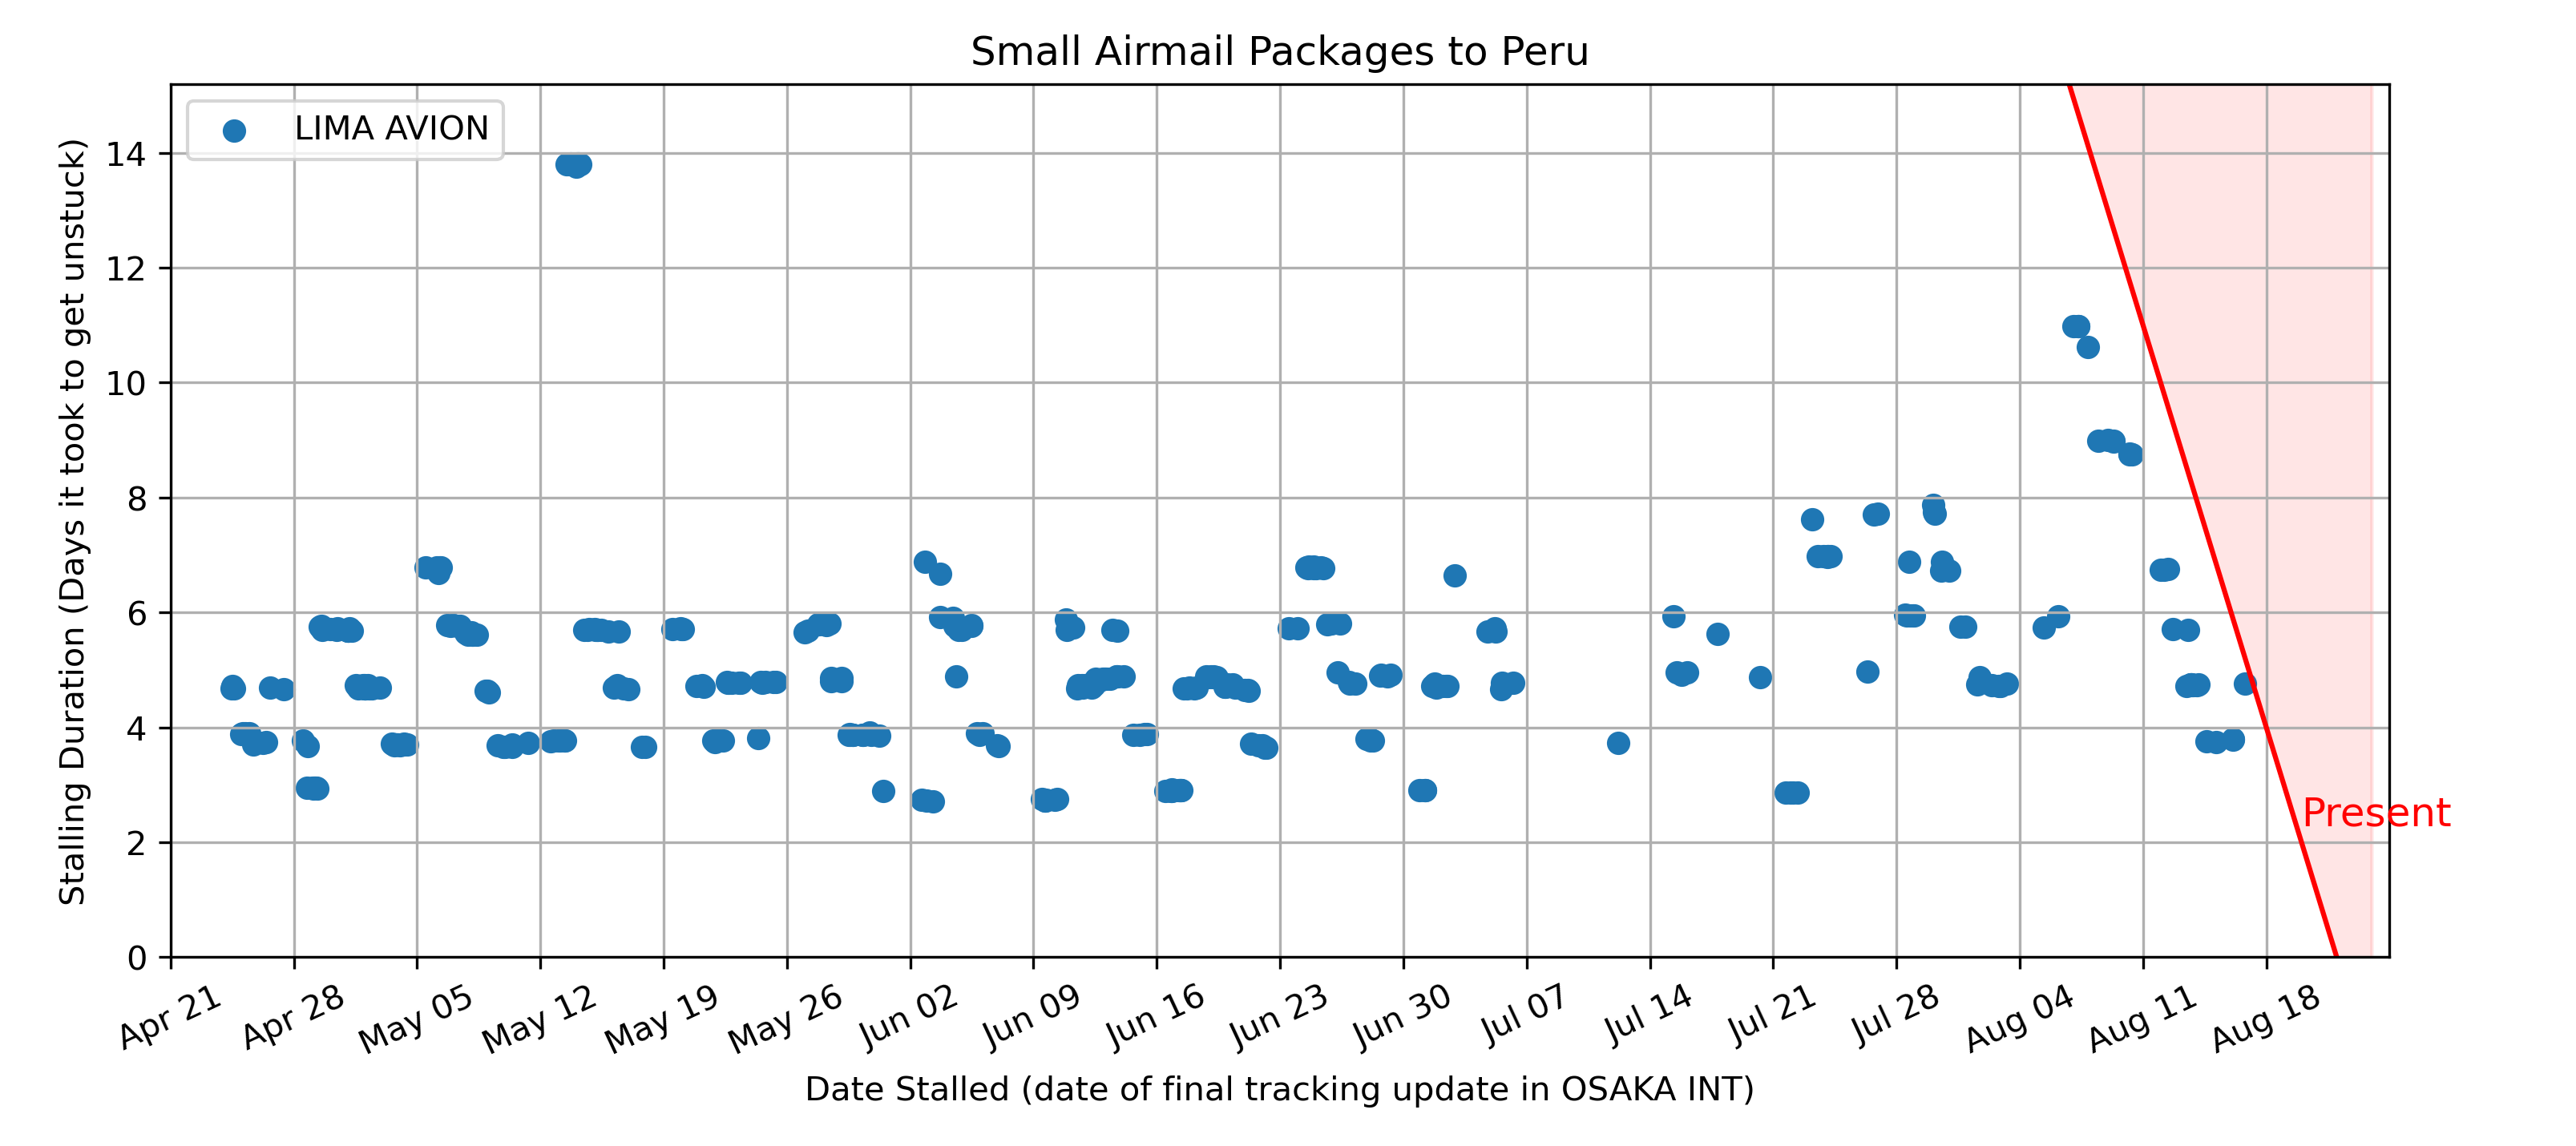 Small Airmail Packages to Peru
LIMA AVION
Stalling Duration (Days it took to get unstuck)
14
12
10
8
6
4
2
0
Present
Apr 21
Apr 28
May 05
May 12
May 19
May 26
Jun 02
Jun 09
Jun 16
Jun 23
Jun 30
Jul 07
Jul 14
Jul 21
Jul 28
Aug 04
Aug 11
Aug 18
Date Stalled (date of final tracking update in OSAKA INT)